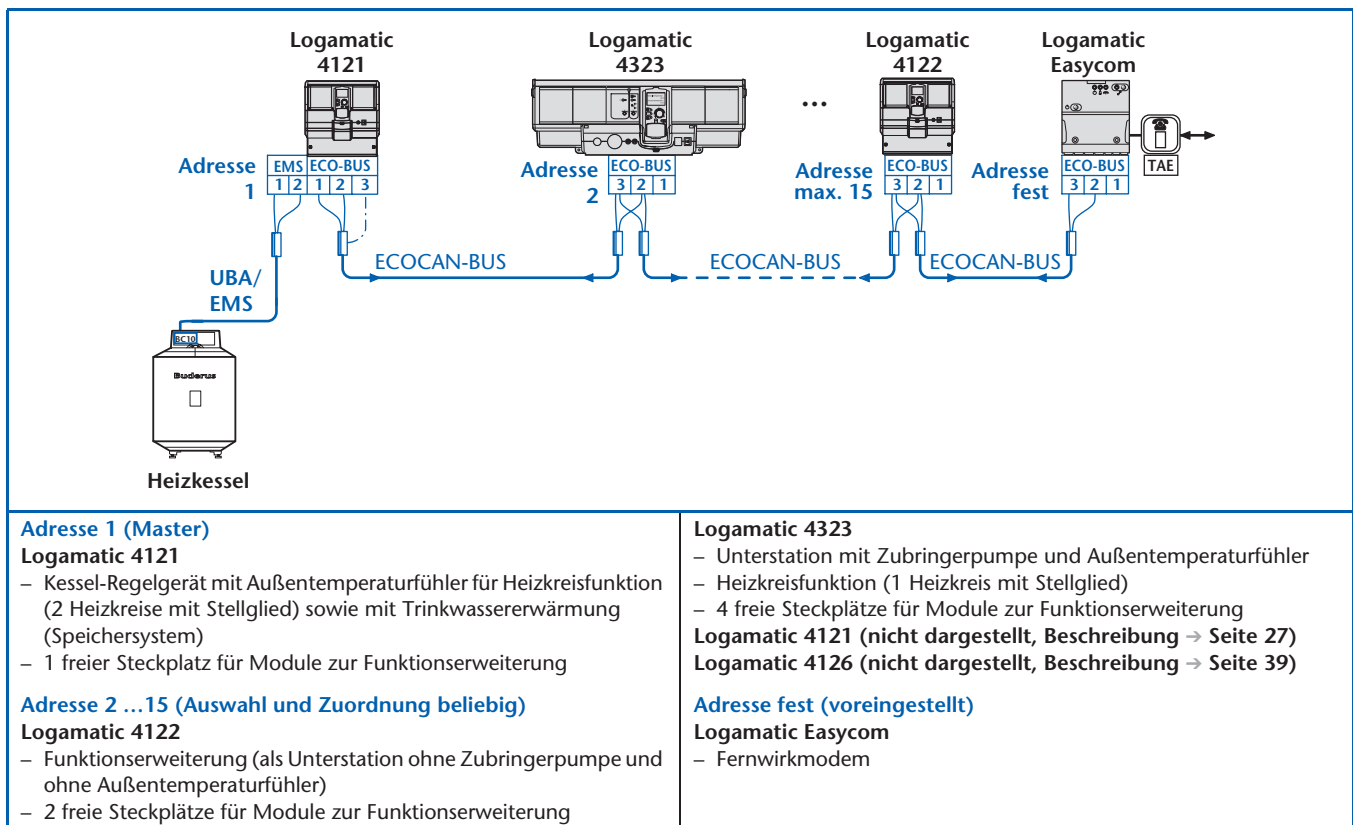 Logamatic
4121
Logamatic
4323
Logamatic
4122
Logamatic
Easycom
...
Adresse
1
EMS ECO-BUS
1 2 1 2 3
Adresse
2
ECO-BUS
3 2 1
Adresse
max. 15
ECO-BUS
3 2 1
Adresse
fest
ECO-BUS
3 2 1
TAE
UBA/
EMS
ECOCAN-BUS
ECOCAN-BUS
ECOCAN-BUS
BC10
Buderus
Heizkessel
Adresse 1 (Master)
Logamatic 4121
– Kessel-Regelgerät mit Außentemperaturfühler für Heizkreisfunktion
(2 Heizkreise mit Stellglied) sowie mit Trinkwassererwärmung
(Speichersystem)
– 1 freier Steckplatz für Module zur Funktionserweiterung
Adresse 2 …15 (Auswahl und Zuordnung beliebig)
Logamatic 4122
– Funktionserweiterung (als Unterstation ohne Zubringerpumpe und
ohne Außentemperaturfühler)
– 2 freie Steckplätze für Module zur Funktionserweiterung
Logamatic 4323
– Unterstation mit Zubringerpumpe und Außentemperaturfühler
– Heizkreisfunktion (1 Heizkreis mit Stellglied)
– 4 freie Steckplätze für Module zur Funktionserweiterung
Logamatic 4121 (nicht dargestellt, Beschreibung → Seite 27)
Logamatic 4126 (nicht dargestellt, Beschreibung → Seite 39)
Adresse fest (voreingestellt)
Logamatic Easycom
– Fernwirkmodem